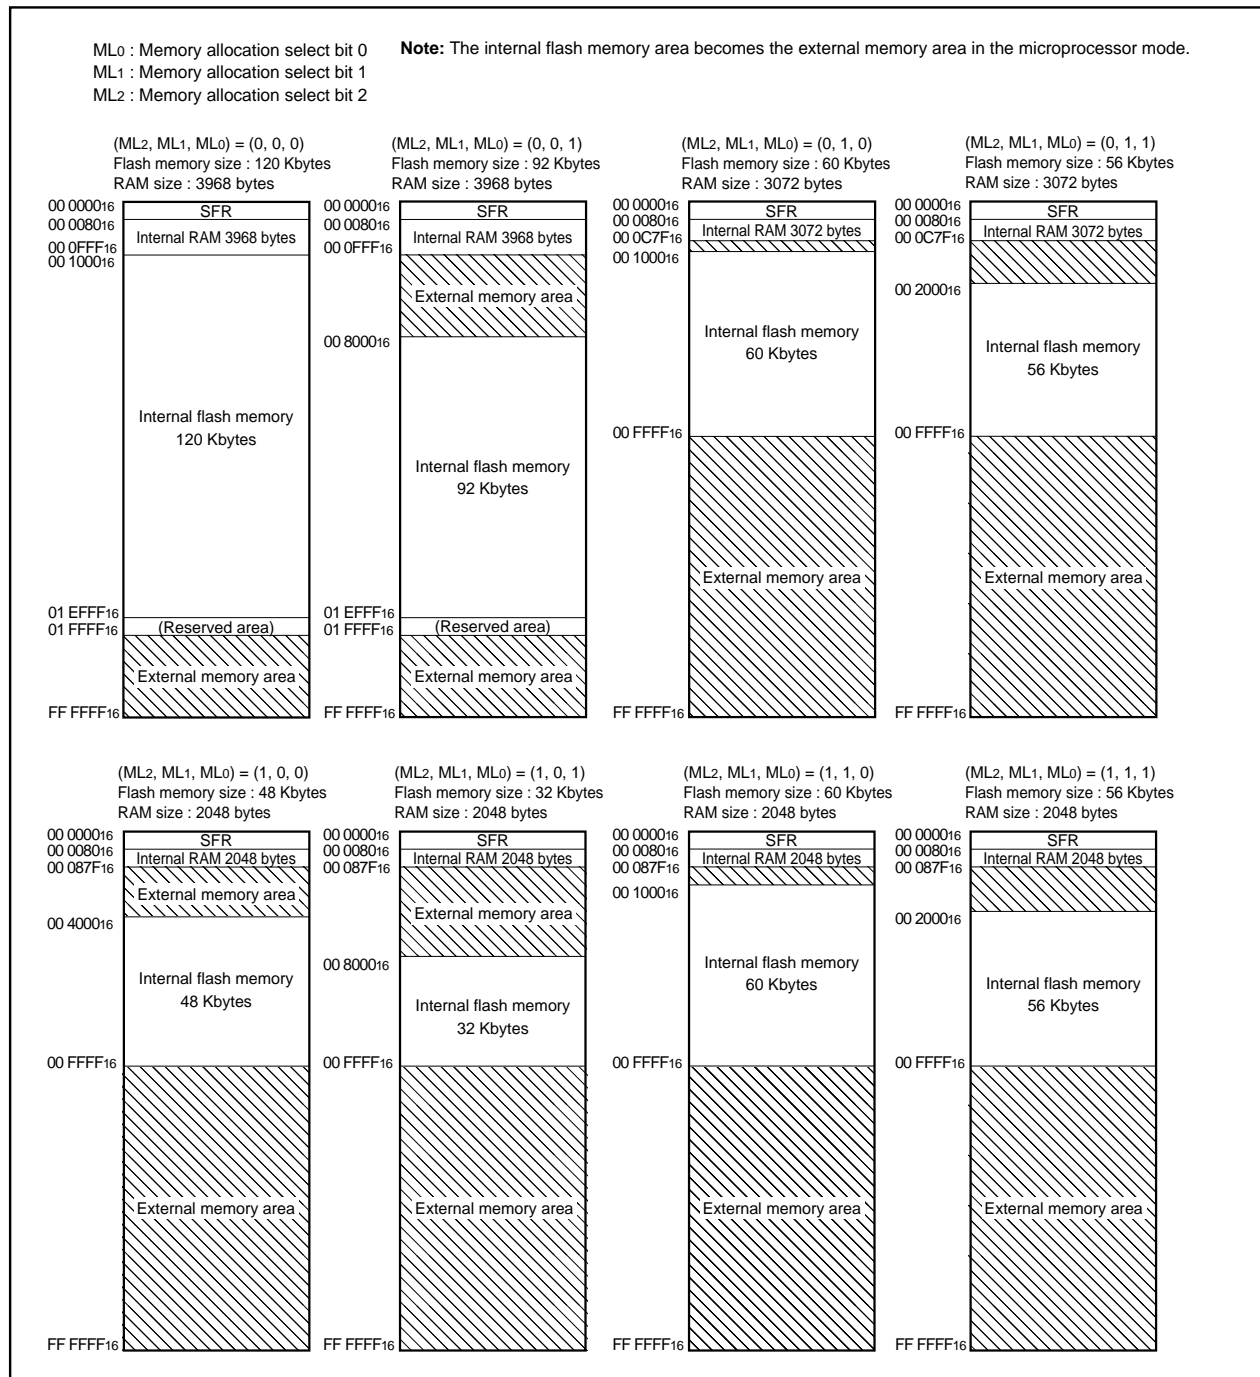 ML0 : Memory allocation select bit 0
ML1 : Memory allocation select bit 1
ML2 : Memory allocation select bit 2
Note: The internal flash memory area becomes the external memory area in the microprocessor mode.
(ML2, ML1, ML0) = (0, 0, 0)
Flash memory size : 120 Kbytes
RAM size : 3968 bytes
00 000016
SFR
00 008016
Internal RAM 3968 bytes
00 0FFF16
00 100016
Internal flash memory
120 Kbytes
01 EFFF16
(Reserved area)
01 FFFF16
External memory area
FF FFFF16
(ML2, ML1, ML0) = (0, 0, 1)
Flash memory size : 92 Kbytes
RAM size : 3968 bytes
00 000016
SFR
00 008016
Internal RAM 3968 bytes
00 0FFF16
External memory area
00 800016
Internal flash memory
92 Kbytes
01 EFFF16
(Reserved area)
01 FFFF16
External memory area
FF FFFF16
(ML2, ML1, ML0) = (0, 1, 0)
Flash memory size : 60 Kbytes
RAM size : 3072 bytes
00 000016
SFR
00 008016
Internal RAM 3072 bytes
00 0C7F16
00 100016
Internal flash memory
60 Kbytes
00 FFFF16
External memory area
FF FFFF16
(ML2, ML1, ML0) = (0, 1, 1)
Flash memory size : 56 Kbytes
RAM size : 3072 bytes
00 000016
SFR
00 008016
Internal RAM 3072 bytes
00 0C7F16
00 200016
Internal flash memory
56 Kbytes
00 FFFF16
External memory area
FF FFFF16
(ML2, ML1, ML0) = (1, 0, 0)
Flash memory size : 48 Kbytes
RAM size : 2048 bytes
00 000016
SFR
00 008016
Internal RAM 2048 bytes
00 087F16
External memory area
00 400016
Internal flash memory
48 Kbytes
00 FFFF16
External memory area
FF FFFF16
(ML2, ML1, ML0) = (1, 0, 1)
Flash memory size : 32 Kbytes
RAM size : 2048 bytes
00 000016
SFR
00 008016
Internal RAM 2048 bytes
00 087F16
External memory area
00 800016
Internal flash memory
32 Kbytes
00 FFFF16
External memory area
FF FFFF16
(ML2, ML1, ML0) = (1, 1, 0)
Flash memory size : 60 Kbytes
RAM size : 2048 bytes
00 000016
SFR
00 008016
Internal RAM 2048 bytes
00 087F16
00 100016
Internal flash memory
60 Kbytes
00 FFFF16
External memory area
FF FFFF16
(ML2, ML1, ML0) = (1, 1, 1)
Flash memory size : 56 Kbytes
RAM size : 2048 bytes
00 000016
SFR
00 008016
Internal RAM 2048 bytes
00 087F16
00 200016
Internal flash memory
56 Kbytes
00 FFFF16
External memory area
FF FFFF16